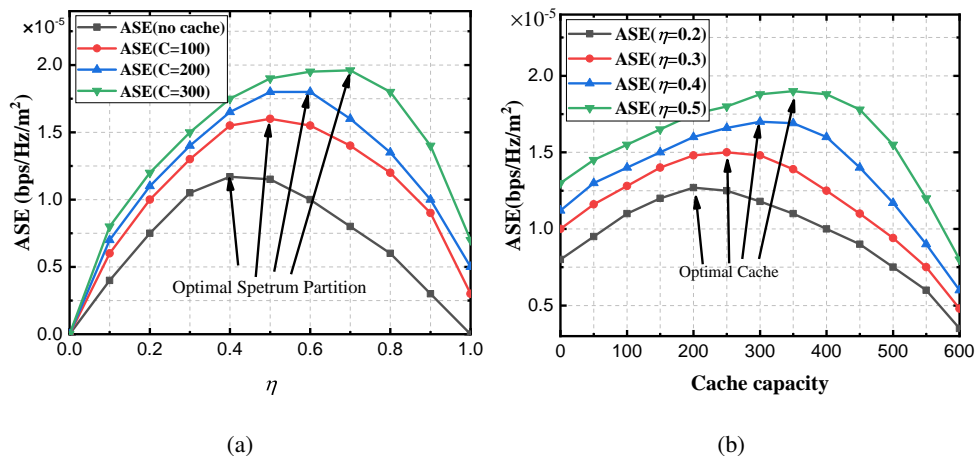 ×10⁻⁵
ASE(no cache)
ASE(C=100)
ASE(C=200)
ASE(C=300)
ASE (bps/Hz/m²)
2.0
1.5
1.0
0.5
0.0
Optimal Spetrum Partition
0.0 0.2 0.4 0.6 0.8 1.0
η
(a)
×10⁻⁵
ASE(η=0.2)
ASE(η=0.3)
ASE(η=0.4)
ASE(η=0.5)
ASE(bps/Hz/m²)
2.0
1.5
1.0
0.5
Optimal Cache
0 100 200 300 400 500 600
Cache capacity
(b)